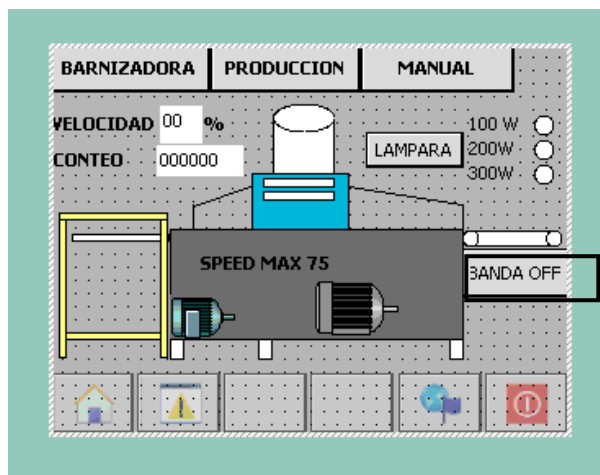 BARNIZADORA PRODUCCION MANUAL
VELOCIDAD 00 %
CONTEO 000000
LAMPARA
100 W
200W
300W
SPEED MAX 75
BANDA OFF